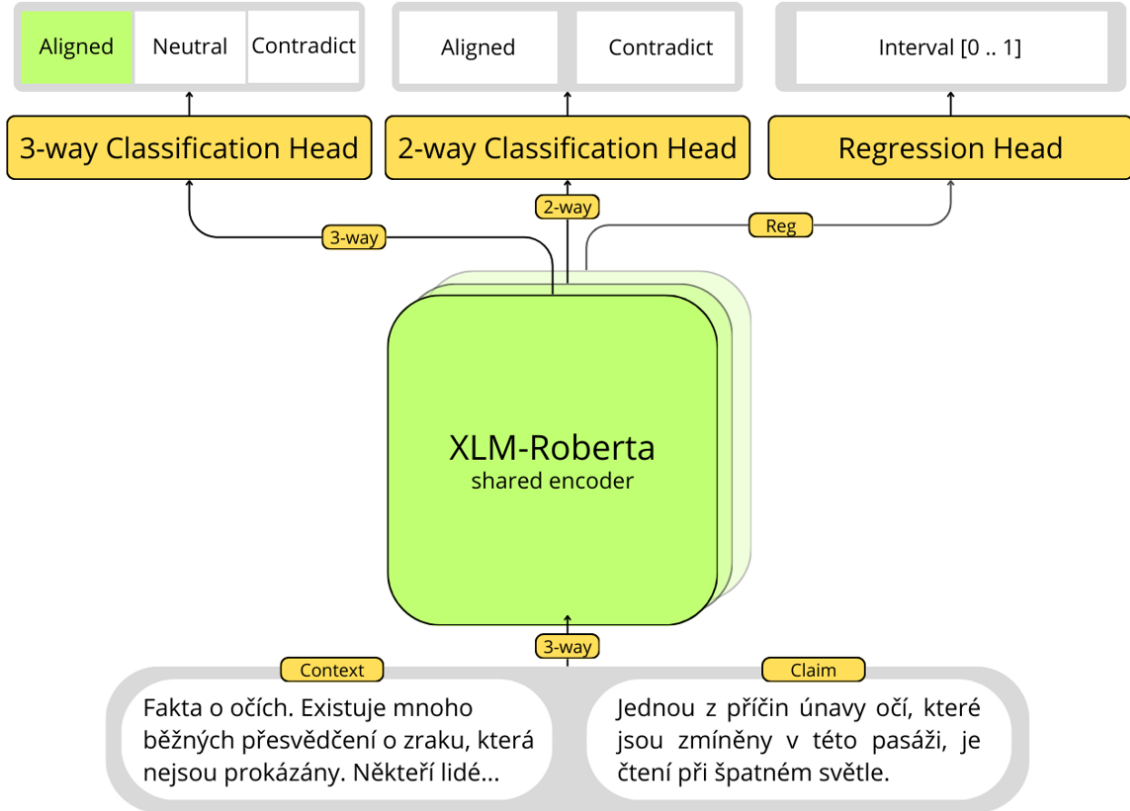 Aligned
Neutral
Contradict
Aligned
Contradict
Interval [0 .. 1]
3-way Classification Head
2-way Classification Head
Regression Head
2-way
3-way
Reg
XLM-Roberta
shared encoder
3-way
Context
Fakta o očích. Existuje mnoho
běžných přesvědčení o zraku, která
nejsou prokázány. Někteří lidé...
Claim
Jednou z příčin únavy očí, které
jsou zmíněny v této pasáži, je
čtení při špatném světle.